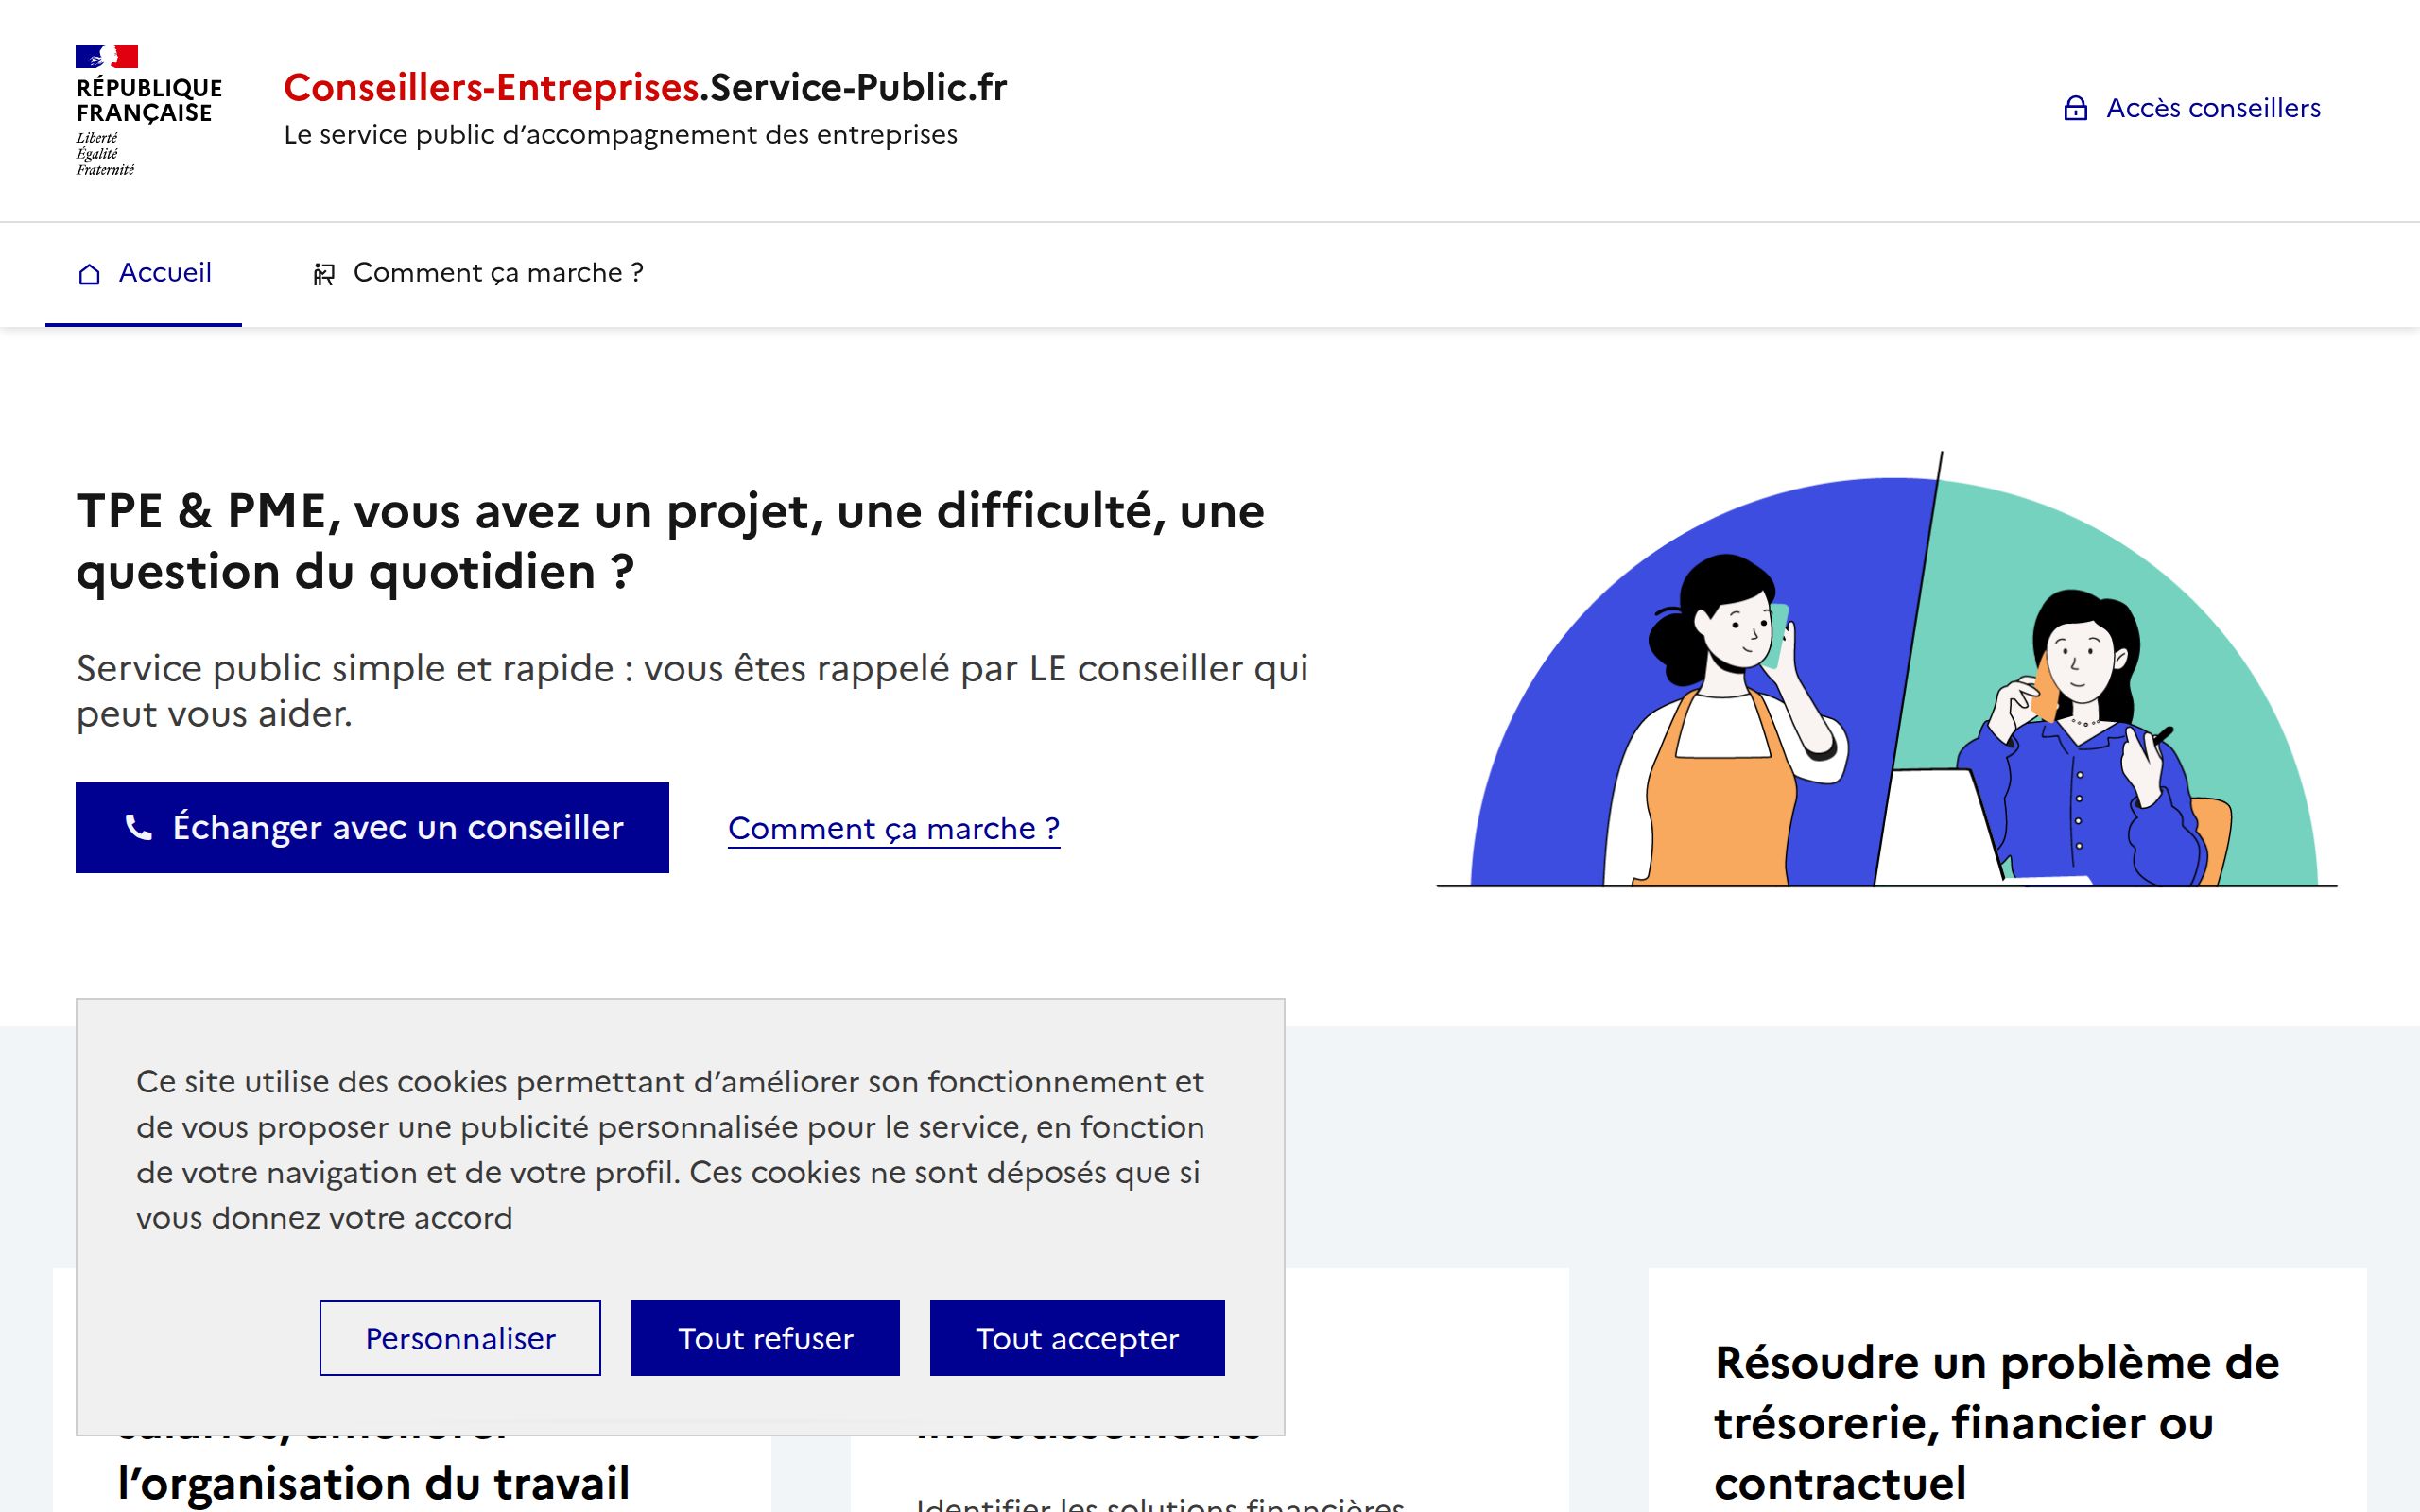 RÉPUBLIQUE
FRANÇAISE
Liberté
Égalité
Fraternité
Conseillers-Entreprises.Service-Public.fr
Le service public d’accompagnement des entreprises
Accès conseillers
Accueil
Comment ça marche ?
TPE & PME, vous avez un projet, une difficulté, une
question du quotidien ?
Service public simple et rapide : vous êtes rappelé par LE conseiller qui
peut vous aider.
Échanger avec un conseiller
Comment ça marche ?
Ce site utilise des cookies permettant d’améliorer son fonctionnement et
de vous proposer une publicité personnalisée pour le service, en fonction
de votre navigation et de votre profil. Ces cookies ne sont déposés que si
vous donnez votre accord
Personnaliser
Tout refuser
Tout accepter
l’organisation du travail
Identifier les solutions financières
Résoudre un problème de
trésorerie, financier ou
contractuel